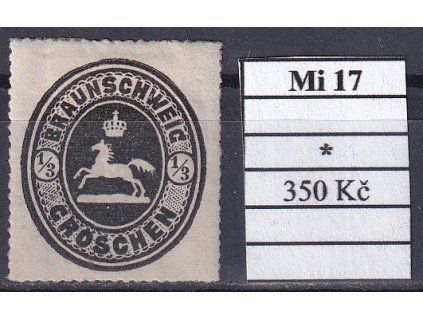 BRAUNSCHWEIG
1/3 1/3
GROSCHEN
Mi 17
*
350 Kč